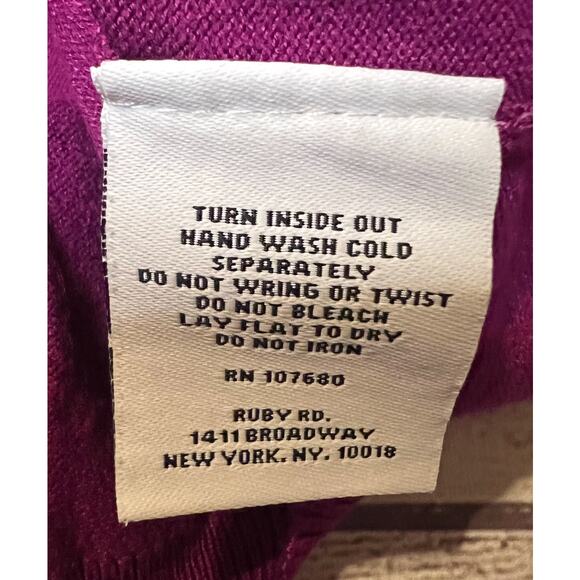 TURN INSIDE OUT
HAND WASH COLD
SEPARATELY
DO NOT WRING OR TWIST
DO NOT BLEACH
LAY FLAT TO DRY
DO NOT IRON
RN 107680
RUBY RD.
1411 BROADWAY
NEW YORK, NY. 10018